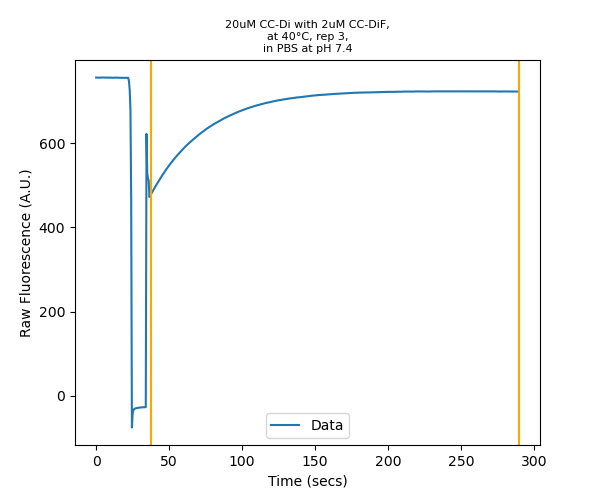 20uM CC-Di with 2uM CC-DiF,
at 40°C, rep 3,
in PBS at pH 7.4
Raw Fluorescence (A.U.)
600
400
200
0
Data
0 50 100 150 200 250 300
Time (secs)